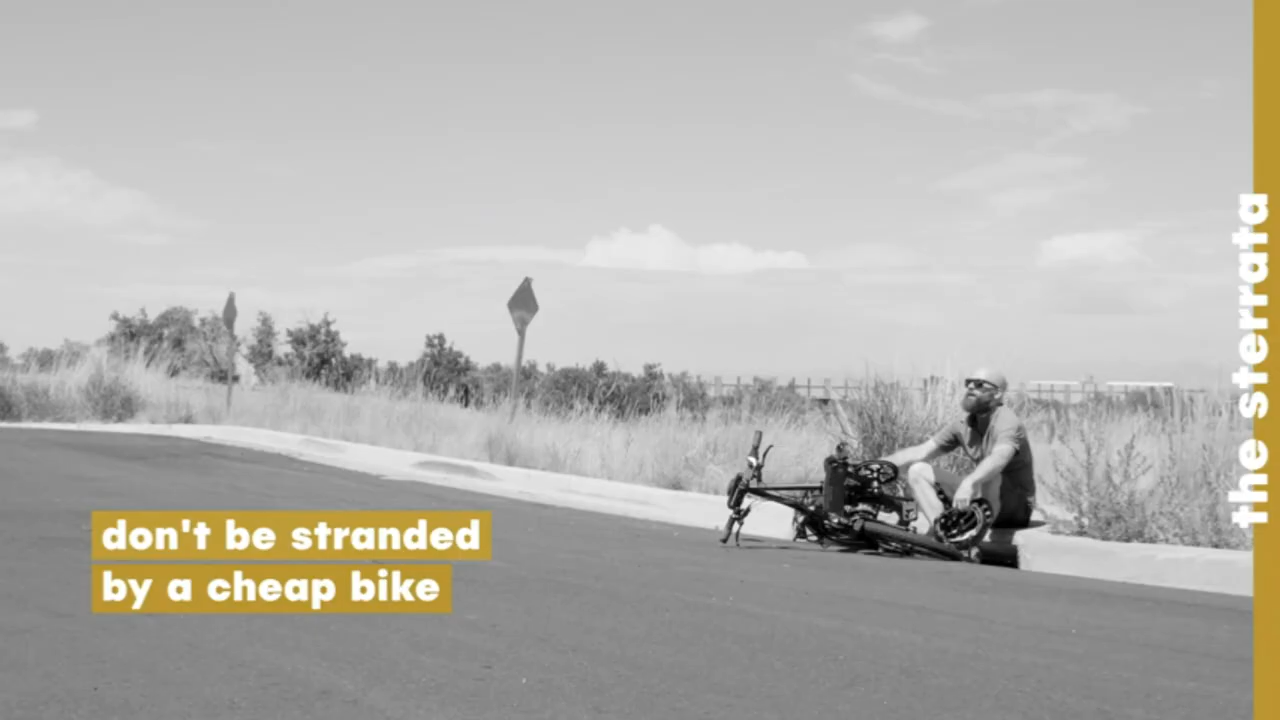 don't be stranded
by a cheap bike
the sterrata